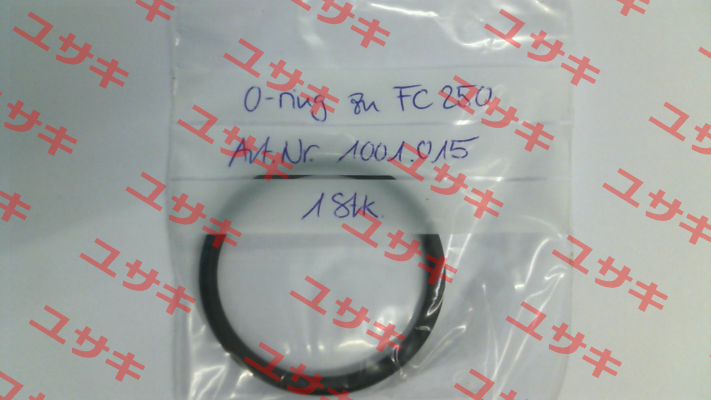 O-ring zu FC 250
Art.Nr. 1001.015
1 Stk.
ユサキ